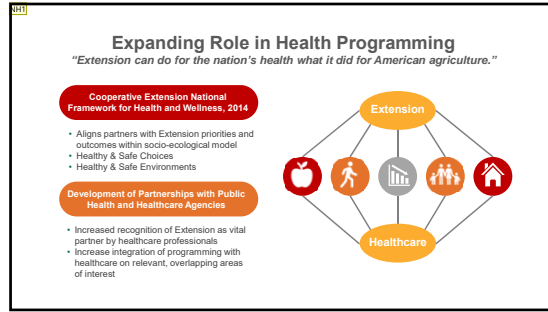 NH1
Expanding Role in Health Programming
“Extension can do for the nation’s health what it did for American agriculture.”
Cooperative Extension National
Framework for Health and Wellness, 2014
• Aligns partners with Extension priorities and
outcomes within socio-ecological model
• Healthy & Safe Choices
• Healthy & Safe Environments
Development of Partnerships with Public
Health and Healthcare Agencies
• Increased recognition of Extension as vital
partner by healthcare professionals
• Increase integration of programming with
healthcare on relevant, overlapping areas
of interest
Extension
Healthcare